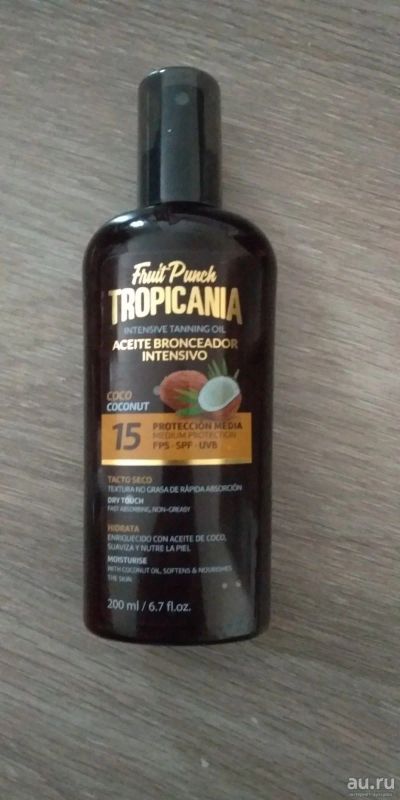 Fruit Punch
TROPICANIA
INTENSIVE TANNING OIL
ACEITE BRONCEADOR
INTENSIVO
COCO
COCONUT
15
PROTECCIÓN MEDIA
MEDIUM PROTECTION
FPS - SPF - UVB
TACTO SECO
TEXTURA NO GRASA DE RÁPIDA ABSORCIÓN
DRY TOUCH
FAST ABSORBING, NON-GREASY
HIDRATA
ENRIQUECIDO CON ACEITE DE COCO,
SUAVIZA Y NUTRE LA PIEL
MOISTURISE
WITH COCONUT OIL, SOFTENS & NOURISHES
THE SKIN
200 ml / 6.7 fl.oz.
au.ru